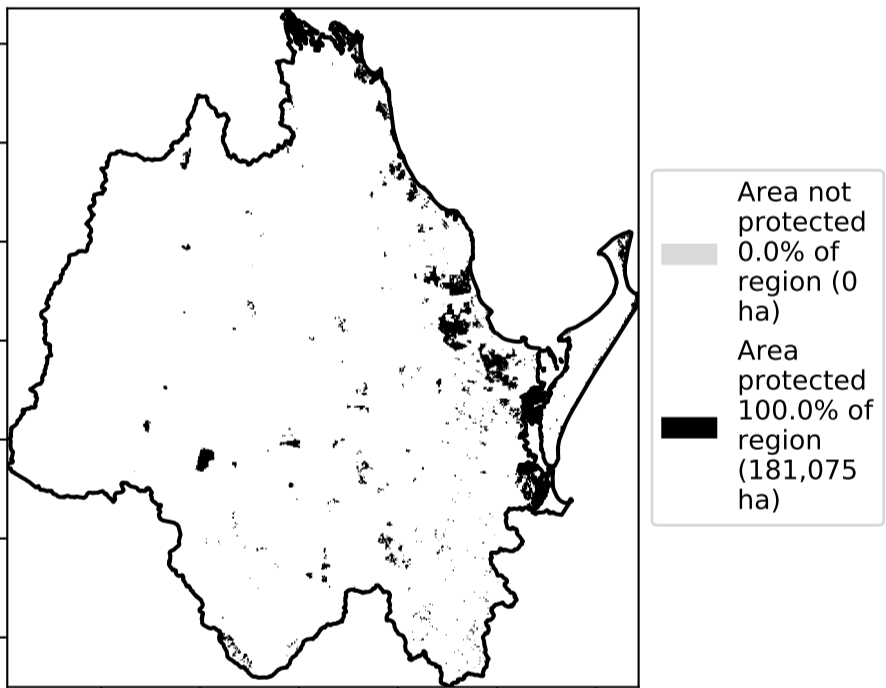 Area not
protected
0.0% of
region (0
ha)
Area
protected
100.0% of
region
(181,075
ha)